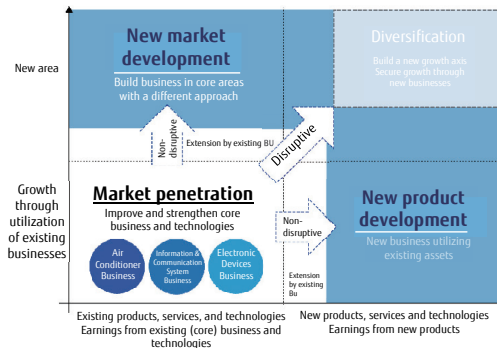 New market
development
Build business in core areas
with a different approach
Diversification
Build a new growth axis
Secure growth through
new businesses
New area
Non-
disruptive
Extension by existing BU
Disruptive
Growth
through
utilization
of existing
businesses
Market penetration
Improve and strengthen core
business and technologies
Air
Conditioner
Business
Information &
Communication
System
Business
Electronic
Devices
Business
Non-
disruptive
Extension by
existing
Bu
New product
development
New business utilizing
existing assets
Existing products, services, and technologies
Earnings from existing (core) business and
technologies
New products, services and technologies
Earnings from new products